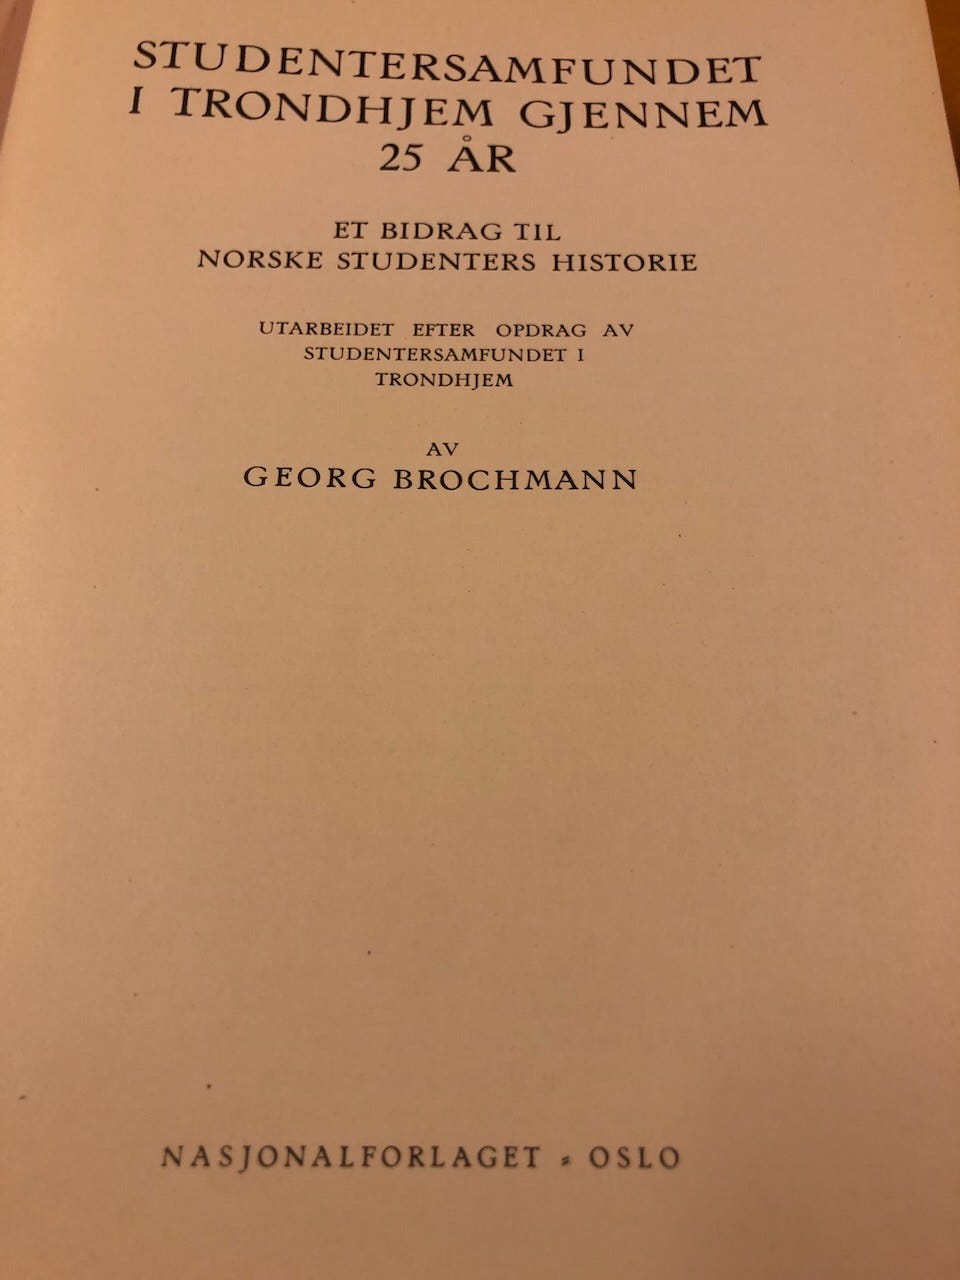 STUDENTERSAMFUNDET
I TRONDHJEM GJENNEM
25 ÅR
ET BIDRAG TIL
NORSKE STUDENTERS HISTORIE
UTARBEIDET EFTER OPDRAG AV
STUDENTERSAMFUNDET I
TRONDHJEM
AV
GEORG BROCHMANN
NASJONALFORLAGET - OSLO